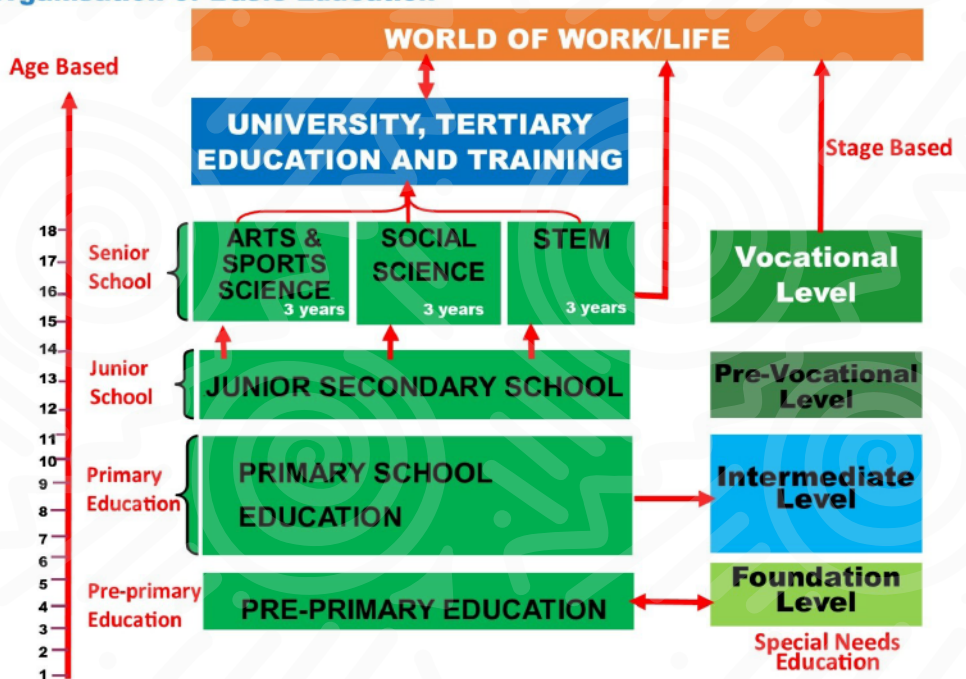 WORLD OF WORK/LIFE
Age Based
UNIVERSITY, TERTIARY
EDUCATION AND TRAINING
Stage Based
18
17
16
15
Senior
School
ARTS &
SPORTS
SCIENCE
3 years
SOCIAL
SCIENCE
3 years
STEM
3 years
Vocational
Level
14
13
12
Junior
School
JUNIOR SECONDARY SCHOOL
Pre-Vocational
Level
11
10
9
8
7
6
Primary
Education
PRIMARY SCHOOL
EDUCATION
Intermediate
Level
5
4
3
2
1
Pre-primary
Education
PRE-PRIMARY EDUCATION
Foundation
Level
Special Needs
Education